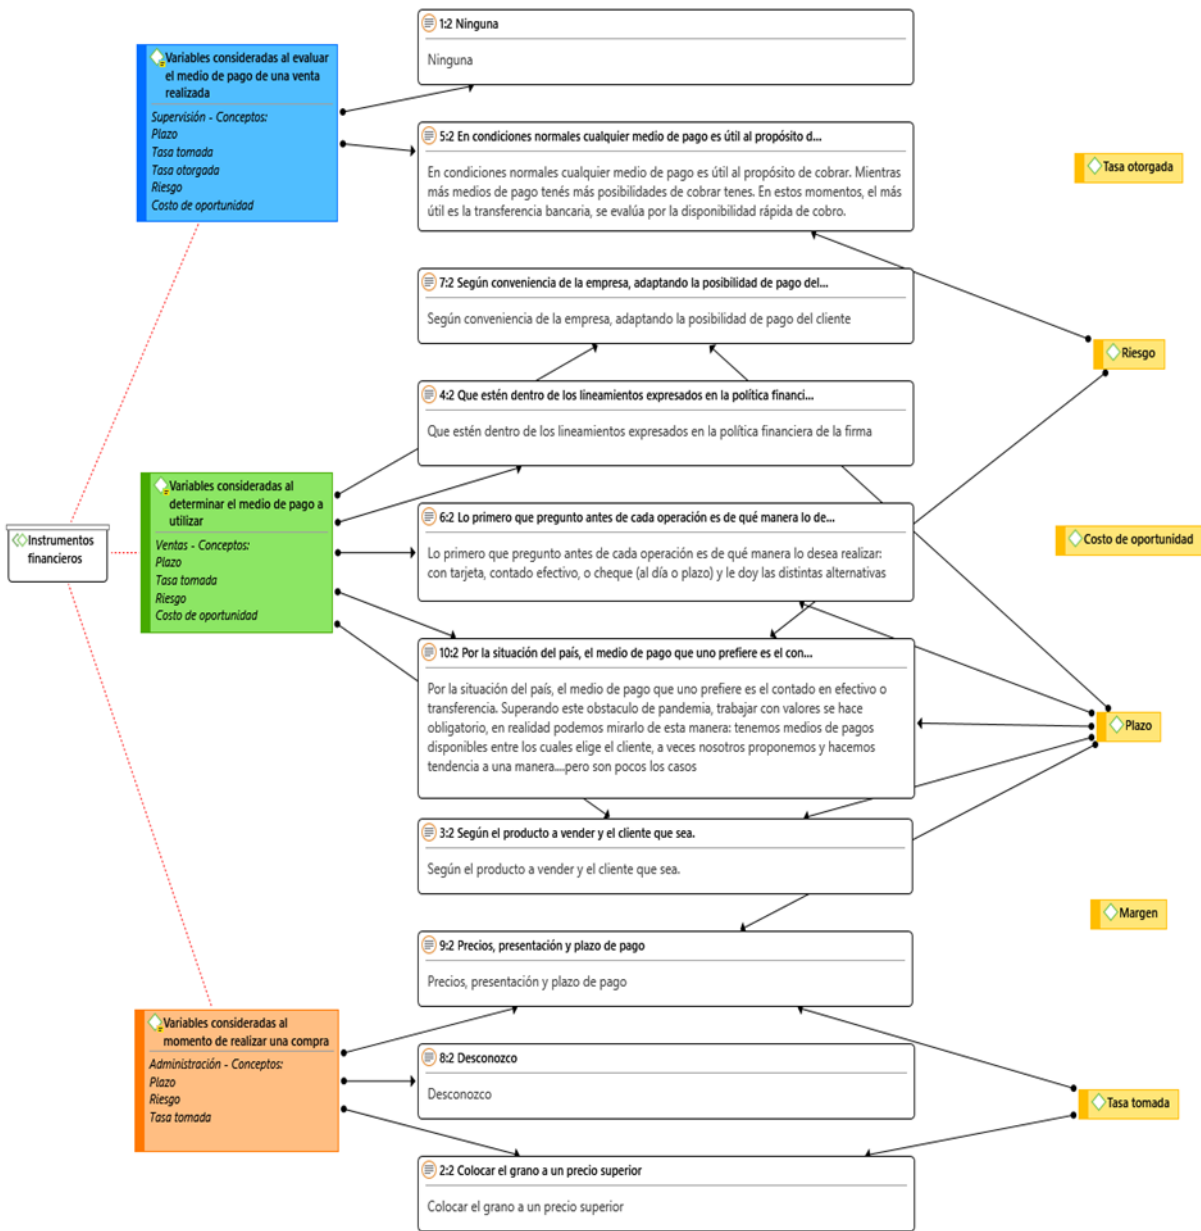 Instrumentos
financieros
Variables consideradas al evaluar
el medio de pago de una venta
realizada
Supervisión - Conceptos:
Plazo
Tasa tomada
Tasa otorgada
Riesgo
Costo de oportunidad
Variables consideradas al
determinar el medio de pago a
utilizar
Ventas - Conceptos:
Plazo
Tasa tomada
Riesgo
Costo de oportunidad
Variables consideradas al
momento de realizar una compra
Administración - Conceptos:
Plazo
Riesgo
Tasa tomada
1:2 Ninguna
Ninguna
5:2 En condiciones normales cualquier medio de pago es útil al propósito d...
En condiciones normales cualquier medio de pago es útil al propósito de cobrar. Mientras
más medios de pago tenés más posibilidades de cobrar tenes. En estos momentos, el más
útil es la transferencia bancaria, se evalúa por la disponibilidad rápida de cobro.
7:2 Según conveniencia de la empresa, adaptando la posibilidad de pago del...
Según conveniencia de la empresa, adaptando la posibilidad de pago del cliente
4:2 Que estén dentro de los lineamientos expresados en la política financi...
Que estén dentro de los lineamientos expresados en la política financiera de la firma
6:2 Lo primero que pregunto antes de cada operación es de qué manera lo de...
Lo primero que pregunto antes de cada operación es de qué manera lo desea realizar:
con tarjeta, contado efectivo, o cheque (al día o plazo) y le doy las distintas alternativas
10:2 Por la situación del país, el medio de pago que uno prefiere es el con...
Por la situación del país, el medio de pago que uno prefiere es el contado en efectivo o
transferencia. Superando este obstaculo de pandemia, trabajar con valores se hace
obligatorio, en realidad podemos mirarlo de esta manera: tenemos medios de pagos
disponibles entre los cuales elige el cliente, a veces nosotros proponemos y hacemos
tendencia a una manera....pero son pocos los casos
3:2 Según el producto a vender y el cliente que sea.
Según el producto a vender y el cliente que sea.
9:2 Precios, presentación y plazo de pago
Precios, presentación y plazo de pago
8:2 Desconozco
Desconozco
2:2 Colocar el grano a un precio superior
Colocar el grano a un precio superior
Tasa otorgada
Riesgo
Costo de oportunidad
Plazo
Margen
Tasa tomada